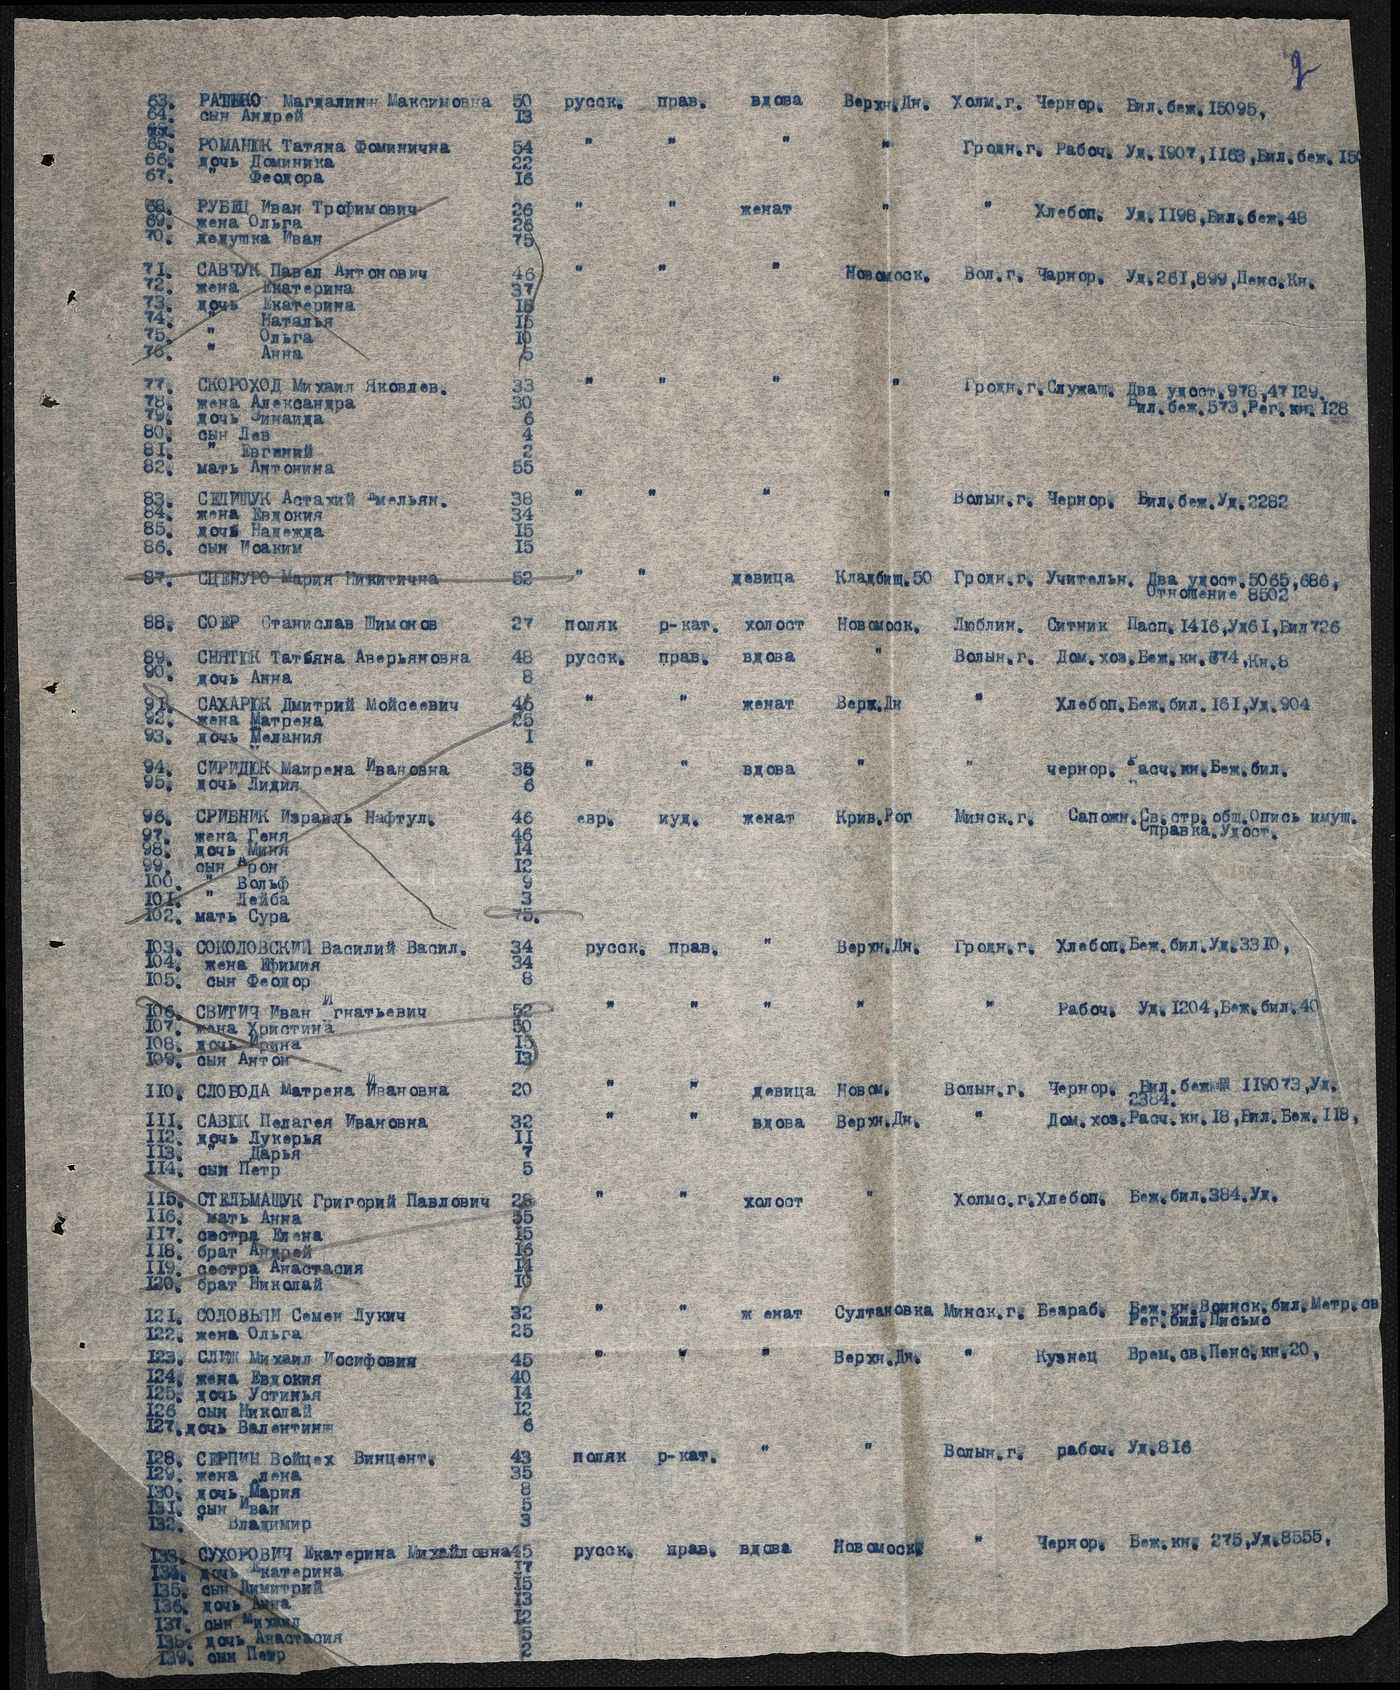 2
63. РАТЬКО Магдалина Максимовна 50 русск. прав. вдова Верхн.Дн. Холм.г. Чернор. Бил.беж.15095,
64. сын Андрей 13
65. РОМАНЮК Татяна Фоминична 54 " " " " Гродн.г. Рабоч. Уд.1907,1163,Бил.беж.150
66. дочь Доминика 22
67. " Феодора 16
68. РУБЕЦ Иван Трофимович 26 " " женат " " Хлебоп. Уд.1198,Бил.беж.48
69. жена Ольга 26
70. дедушка Иван 75
71. САВЧУК Павел Антонович 46 " " " Новомоск. Вол.г. Чарнор. Уд.261,899,Пенс.Кн.
72. жена Екатерина 37
73. дочь Екатерина 18
74. " Наталья 15
75. " Ольга 10
76. " Анна 5
77. СКОРОХОД Михаил Яковлев. 33 " " " " Гродн.г. Служащ. Два удост.978,47129,
78. жена Александра 30 Бил.беж.573,Рег.кн.128
79. дочь Зинаида 6
80. сын Лев 4
81. " Евгений 2
82. мать Антонина 55
83. СЕЛИЩУК Астахий Эмельян. 38 " " " " Волын.г. Чернор. Бил.беж.Уд.2282
84. жена Евдокия 34
85. дочь Надежда 15
86. сын Иоаким 15
87. СЦЕНУРО Мария Никитична 52 " " девица Кладбищ.50 Гродн.г. Учительн. Два удост.5065,686,
Отношение 8502
88. СОЕР Станислав Шимонов 27 поляк р-кат. холост Новомоск. Люблин. Ситник Пасп.1416,Уд61,Бил726
89. СНЯТЮК Татьяна Аверьяновна 48 русск. прав. вдова " Волын.г. Дом.хоз.Беж.кн.874,Кн.8
90. дочь Анна 8
91. САХАРЮК Дмитрий Мойсеевич 45 " " женат Верх.Дн " Хлебоп.Беж.бил.161,Уд.904
92. жена Матрена 25
93. дочь Мелания 1
94. СИРИДЮК Маирена Ивановна 35 " " вдова " " чернор. Расч.кн.Беж.бил.
95. дочь Лидия 6
96. СРИБНИК Израиль Нафтул. 46 евр. иуд. женат Крив.Рог Минск.г. Сапожн.Св.стр.общ.Опись имущ.
97. жена Геня 46 Справка.Удост.
98. дочь Миня 14
99. сын Арон 12
100. " Вольф 9
101. " Лейба 3
102. мать Сура 75.
103. СОКОЛОВСКИЙ Василий Васил. 34 русск. прав. " Верхн.Дн. Гродн.г. Хлебоп.Беж.бил.Уд.3310,
104. жена Ефимия 34
105. сын Феодор 8
106. СВИТИЧ Иван Игнатьевич 52 " " " " " Рабоч. Уд.1204,Беж.бил.40
107. жена Христина 50
108. дочь Ирина 15
109. сын Антон 13
110. СЛОБОДА Матрена Ивановна 20 " " девица Новом. Волын.г. Чернор. Бил.беж.№ 119073,Уд.
2384.
111. САВЮК Пелагея Ивановна 32 " " вдова Верхн.Дн. " Дом.хоз.Расч.кн.18,Бил.Беж.118,
112. дочь Лукерья 11
113. " Дарья 7
114. сын Петр 5
115. СТЕЛЬМАЩУК Григорий Павлович 28 " " холост " Холмс.г.Хлебоп. Беж.бил.384.Уд.
116. мать Анна 55
117. сестра Елена 15
118. брат Андрей 16
119. сестра Анастасия 14
120. брат Николай 10
121. СОЛОВЬЯН Семен Лукич 32 " " ж енат Султановка Минск.г. Безраб. Беж.кн.Воинск.бил.Метр.св
122. жена Ольга 25 Рег.бил.Письмо
123. СЛИЖ Михаил Иосифовия 45 " " " Верхн.Дн. " Кузнец Врем.св.Пенс.кн.20,
124. жена Евдокия 40
125. дочь Устинья 14
126 сын Николай 12
127.дочь Валентина 6
128. СЕРПИН Войцех Винцент. 43 поляк р-кат. " " Волын.г. рабоч. Уд.816
129. жена лена 35
130. дочь Мария 8
131. сын Иван 5
132. " Владимир 3
133. СУХОРОВИЧ Екатерина Михайловна45 русск. прав. вдова Новомоск. " Чернор. Беж.кн. 275,Уд.8555,
134. дочь Екатерина 17
135. сын Димитрий 15
136. дочь Анна 13
137. сын Михаил 12
138. дочь Анастасия 5
139. сын Петр 2